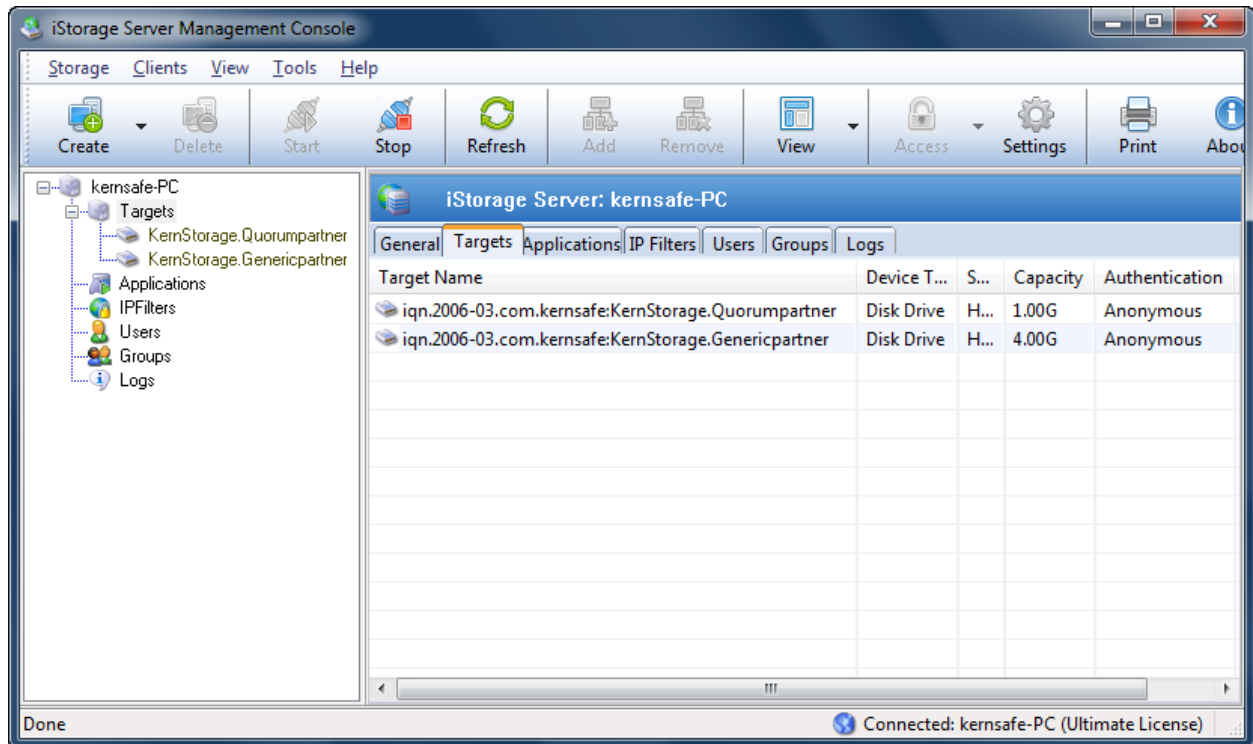 iStorage Server Management Console
Storage Clients View Tools Help
Create Delete Start Stop Refresh Add Remove View Access Settings Print Abou
kernsafe-PC
Targets
KernStorage.Quorumpartner
KernStorage.Genericpartner
Applications
IPFilters
Users
Groups
Logs
iStorage Server: kernsafe-PC
General Targets Applications IP Filters Users Groups Logs
Target Name Device T... S... Capacity Authentication
iqn.2006-03.com.kernsafe:KernStorage.Quorumpartner Disk Drive H... 1.00G Anonymous
iqn.2006-03.com.kernsafe:KernStorage.Genericpartner Disk Drive H... 4.00G Anonymous
Done Connected: kernsafe-PC (Ultimate License)